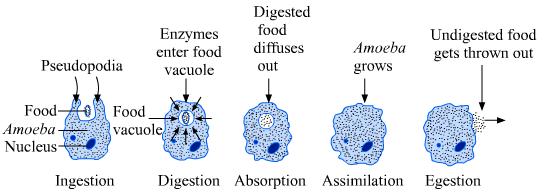 Pseudopodia
Food
Amoeba
Nucleus
Ingestion
Enzymes
enter food
vacuole
Food
vacuole
Digestion
Digested
food
diffuses
out
Absorption
Amoeba
grows
Assimilation
Undigested food
gets thrown out
Egestion